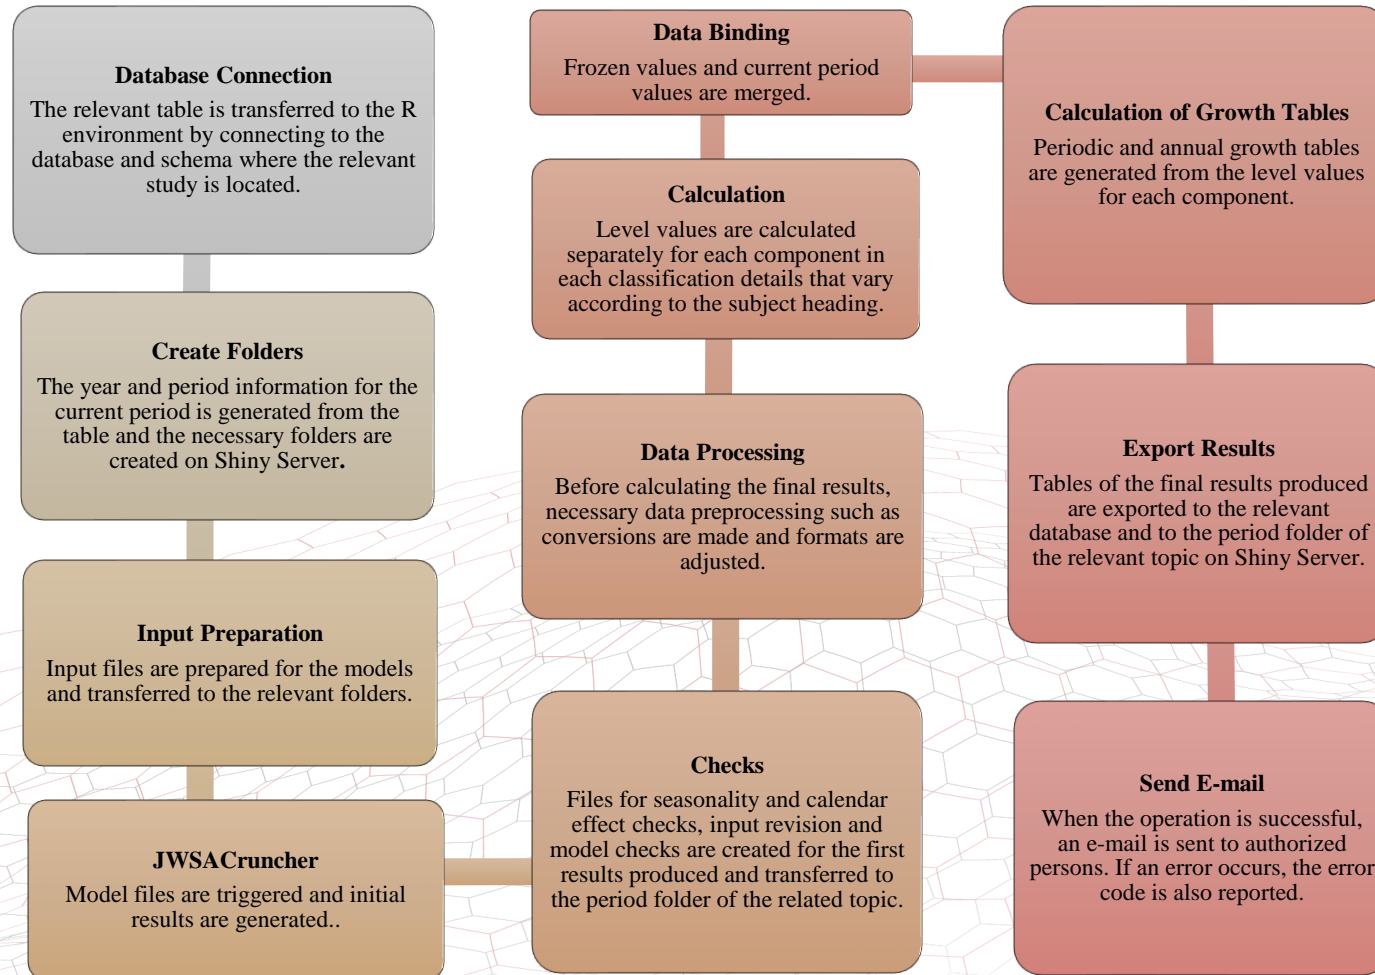 Database Connection
The relevant table is transferred to the R
environment by connecting to the
database and schema where the relevant
study is located.
Create Folders
The year and period information for the
current period is generated from the
table and the necessary folders are
created on Shiny Server.
Input Preparation
Input files are prepared for the models
and transferred to the relevant folders.
JWSACruncher
Model files are triggered and initial
results are generated..
Checks
Files for seasonality and calendar
effect checks, input revision and
model checks are created for the first
results produced and transferred to
the period folder of the related topic.
Data Processing
Before calculating the final results,
necessary data preprocessing such as
conversions are made and formats are
adjusted.
Calculation
Level values are calculated
separately for each component in
each classification details that vary
according to the subject heading.
Data Binding
Frozen values and current period
values are merged.
Calculation of Growth Tables
Periodic and annual growth tables
are generated from the level values
for each component.
Export Results
Tables of the final results produced
are exported to the relevant
database and to the period folder of
the relevant topic on Shiny Server.
Send E-mail
When the operation is successful,
an e-mail is sent to authorized
persons. If an error occurs, the error
code is also reported.